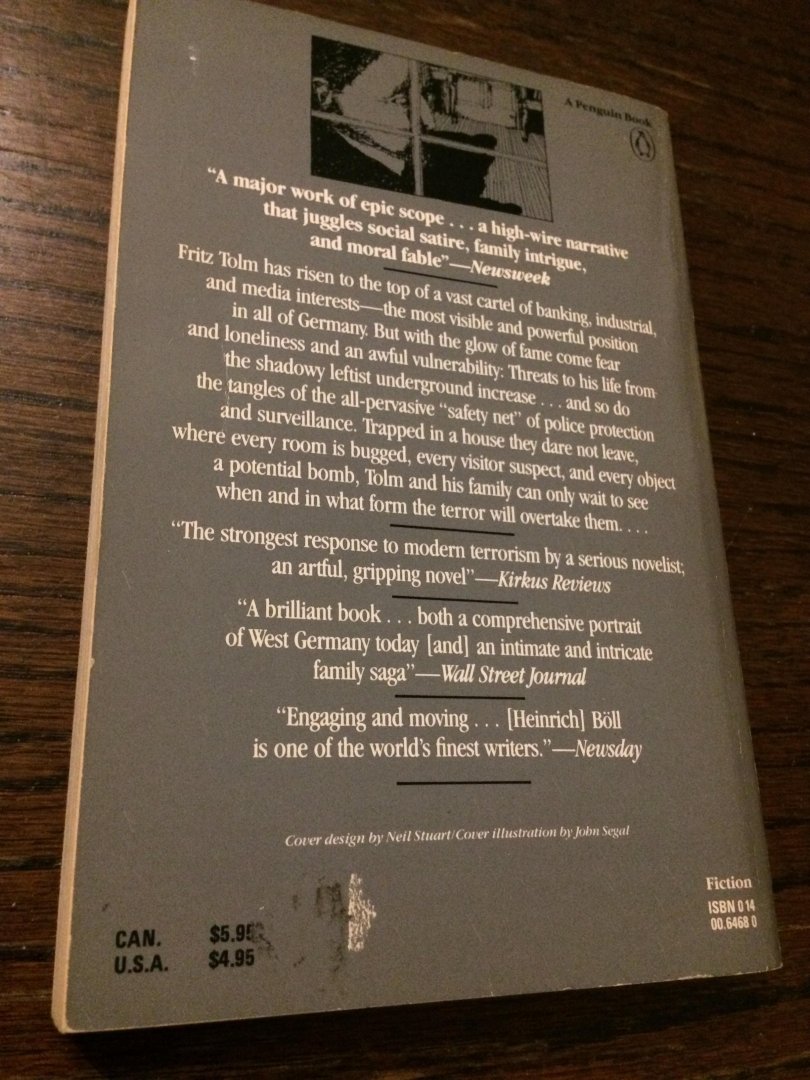 A Penguin Book
“A major work of epic scope . . . a high-wire narrative
that juggles social satire, family intrigue,
and moral fable”—Newsweek
Fritz Tolm has risen to the top of a vast cartel of banking, industrial,
and media interests—the most visible and powerful position
in all of Germany. But with the glow of fame come fear
and loneliness and an awful vulnerability: Threats to his life from
the shadowy leftist underground increase . . . and so do
the tangles of the all-pervasive “safety net” of police protection
and surveillance. Trapped in a house they dare not leave,
where every room is bugged, every visitor suspect, and every object
a potential bomb, Tolm and his family can only wait to see
when and in what form the terror will overtake them. . . .
“The strongest response to modern terrorism by a serious novelist;
an artful, gripping novel”—Kirkus Reviews
“A brilliant book . . . both a comprehensive portrait
of West Germany today [and] an intimate and intricate
family saga”—Wall Street Journal
“Engaging and moving . . . [Heinrich] Böll
is one of the world’s finest writers.”—Newsday
Cover design by Neil Stuart/Cover illustration by John Segal
Fiction
ISBN 0 14
00.6468 0
CAN. $5.95
U.S.A. $4.95